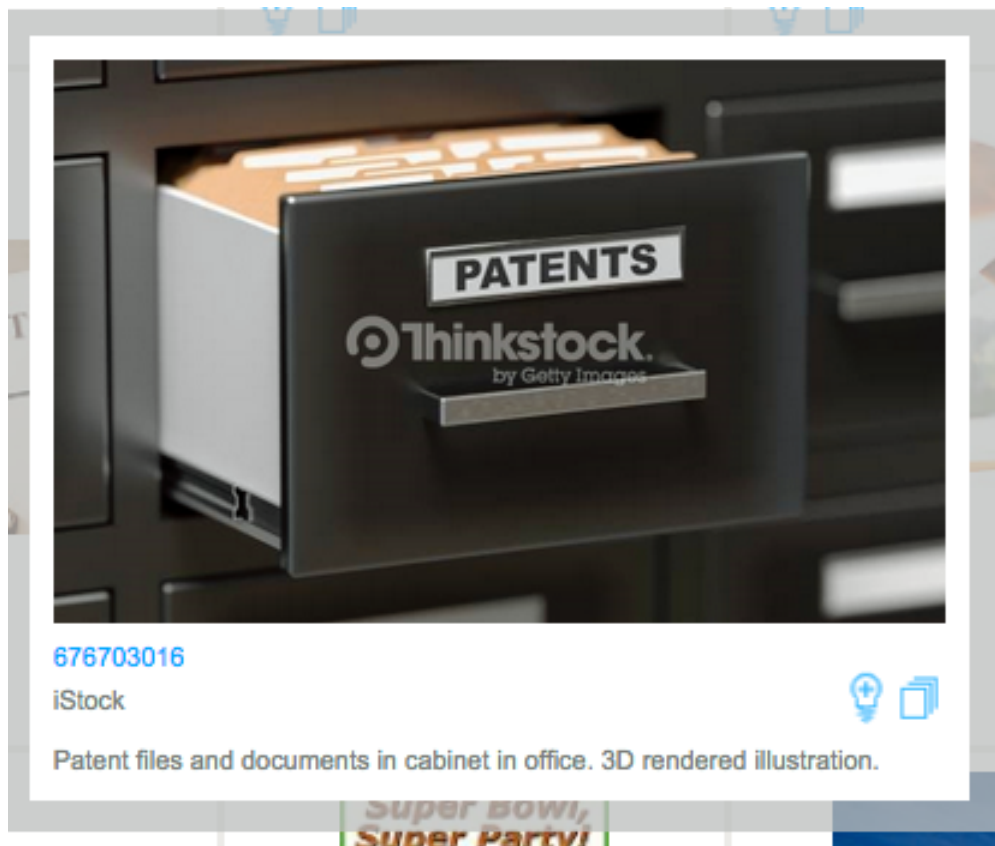 PATENTS
Thinkstock.
by Getty Images
676703016
iStock
Patent files and documents in cabinet in office. 3D rendered illustration.
Super Bowl,
Super Party!